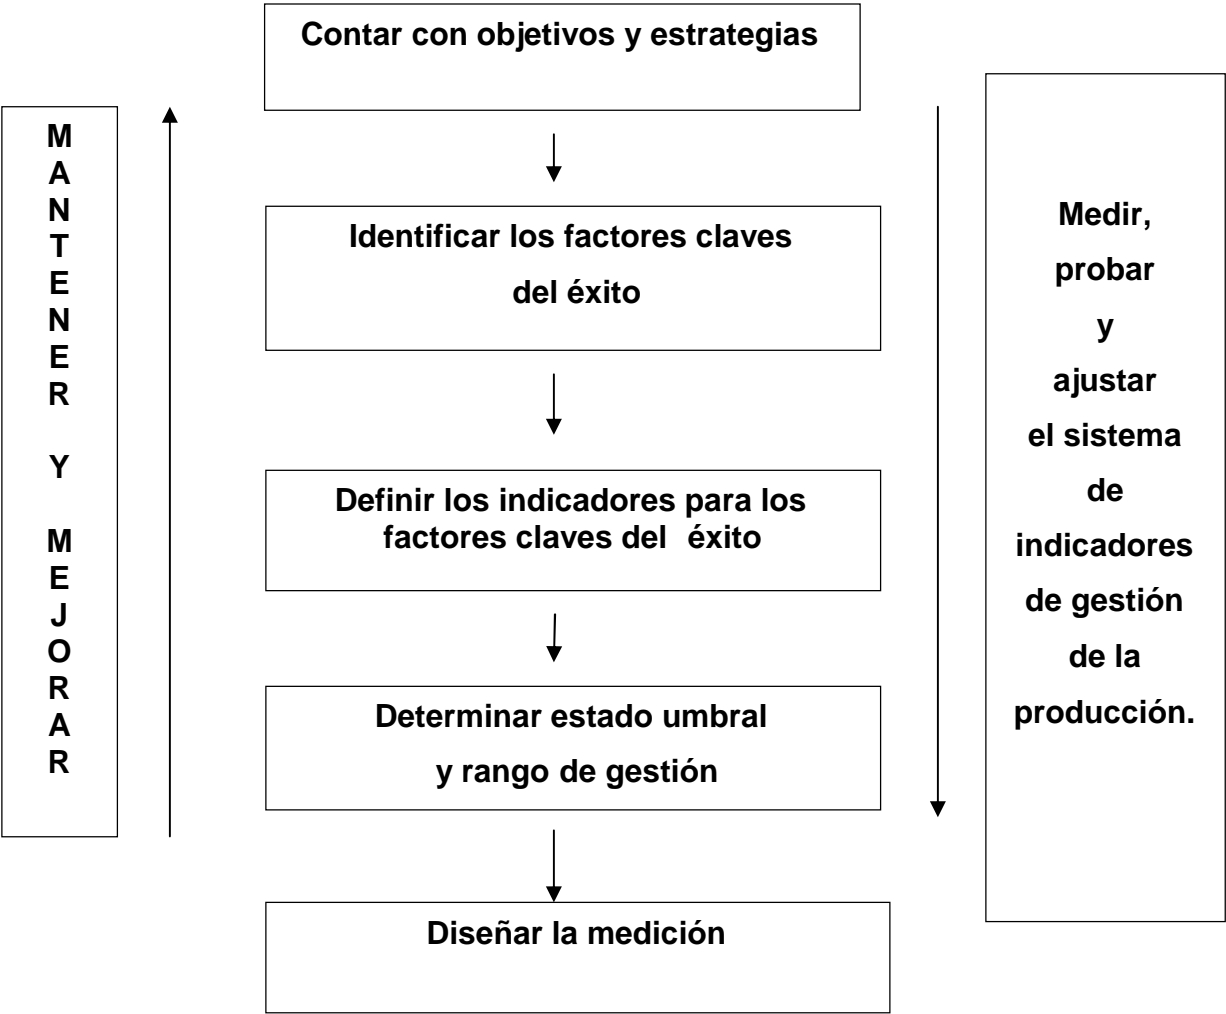 Contar con objetivos y estrategias
Identificar los factores claves
del éxito
Definir los indicadores para los
factores claves del éxito
Determinar estado umbral
y rango de gestión
Diseñar la medición
M
A
N
T
E
N
E
R
Y
M
E
J
O
R
A
R
Medir,
probar
y
ajustar
el sistema
de
indicadores
de gestión
de la
producción.